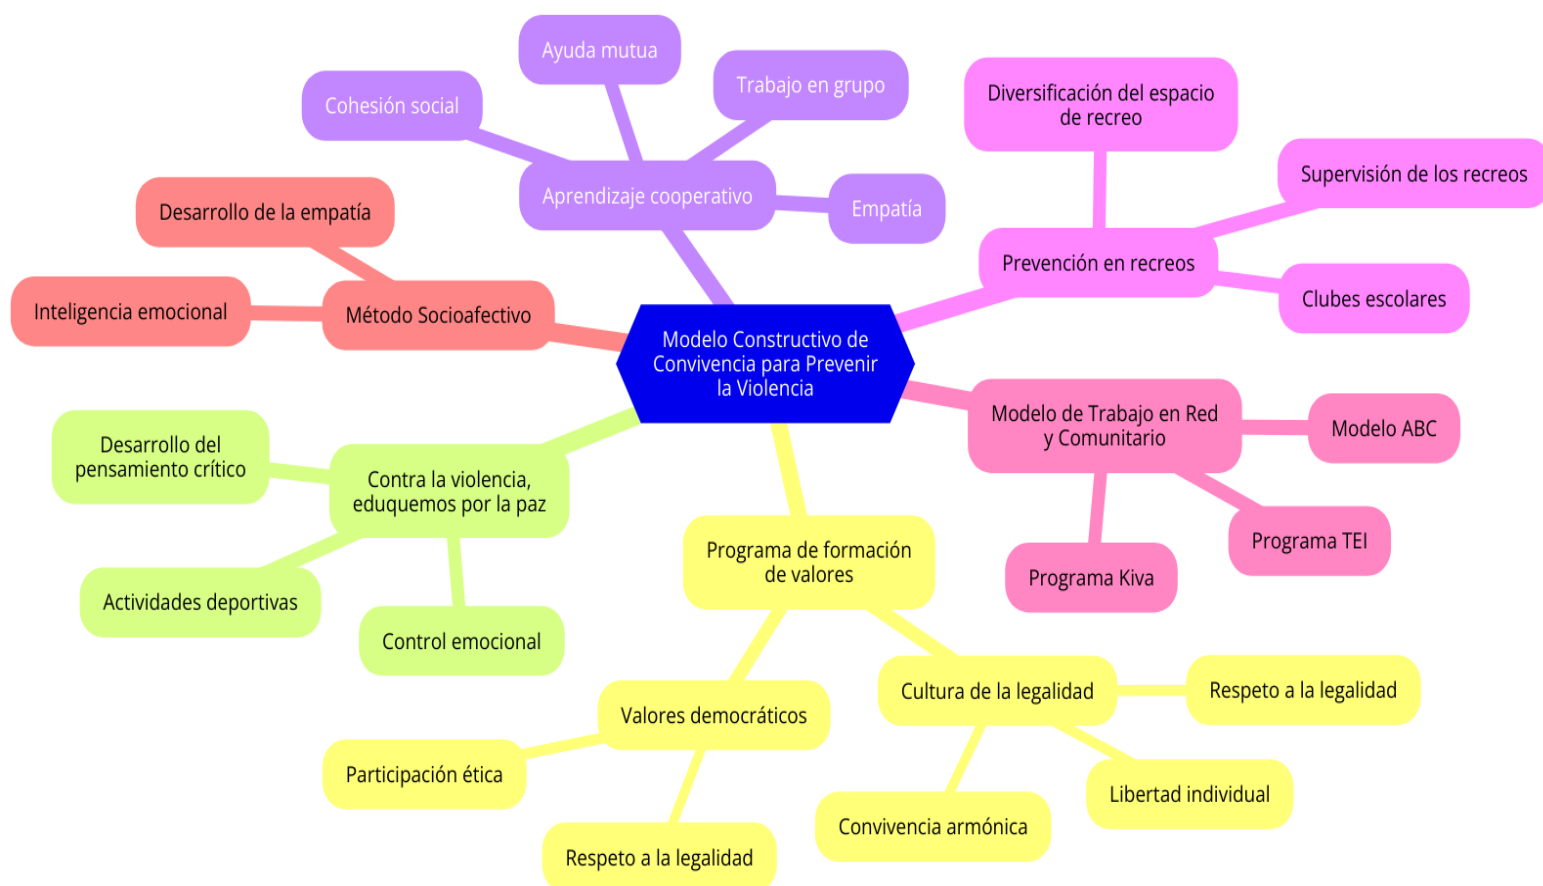 Modelo Constructivo de
Convivencia para Prevenir
la Violencia
Aprendizaje cooperativo
Cohesión social
Ayuda mutua
Trabajo en grupo
Empatía
Prevención en recreos
Diversificación del espacio
de recreo
Supervisión de los recreos
Clubes escolares
Modelo de Trabajo en Red
y Comunitario
Modelo ABC
Programa TEI
Programa Kiva
Programa de formación
de valores
Cultura de la legalidad
Respeto a la legalidad
Libertad individual
Convivencia armónica
Valores democráticos
Participación ética
Respeto a la legalidad
Contra la violencia,
eduquemos por la paz
Desarrollo del
pensamiento crítico
Actividades deportivas
Control emocional
Método Socioafectivo
Desarrollo de la empatía
Inteligencia emocional